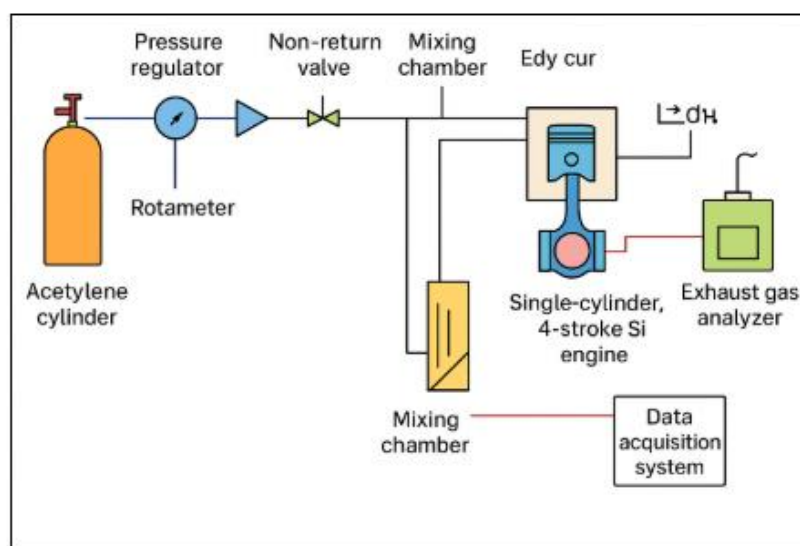 Pressure
regulator
Non-return
valve
Mixing
chamber
Edy cur
Rotameter
Acetylene
cylinder
Single-cylinder,
4-stroke Si
engine
Exhaust gas
analyzer
Mixing
chamber
Data
acquisition
system